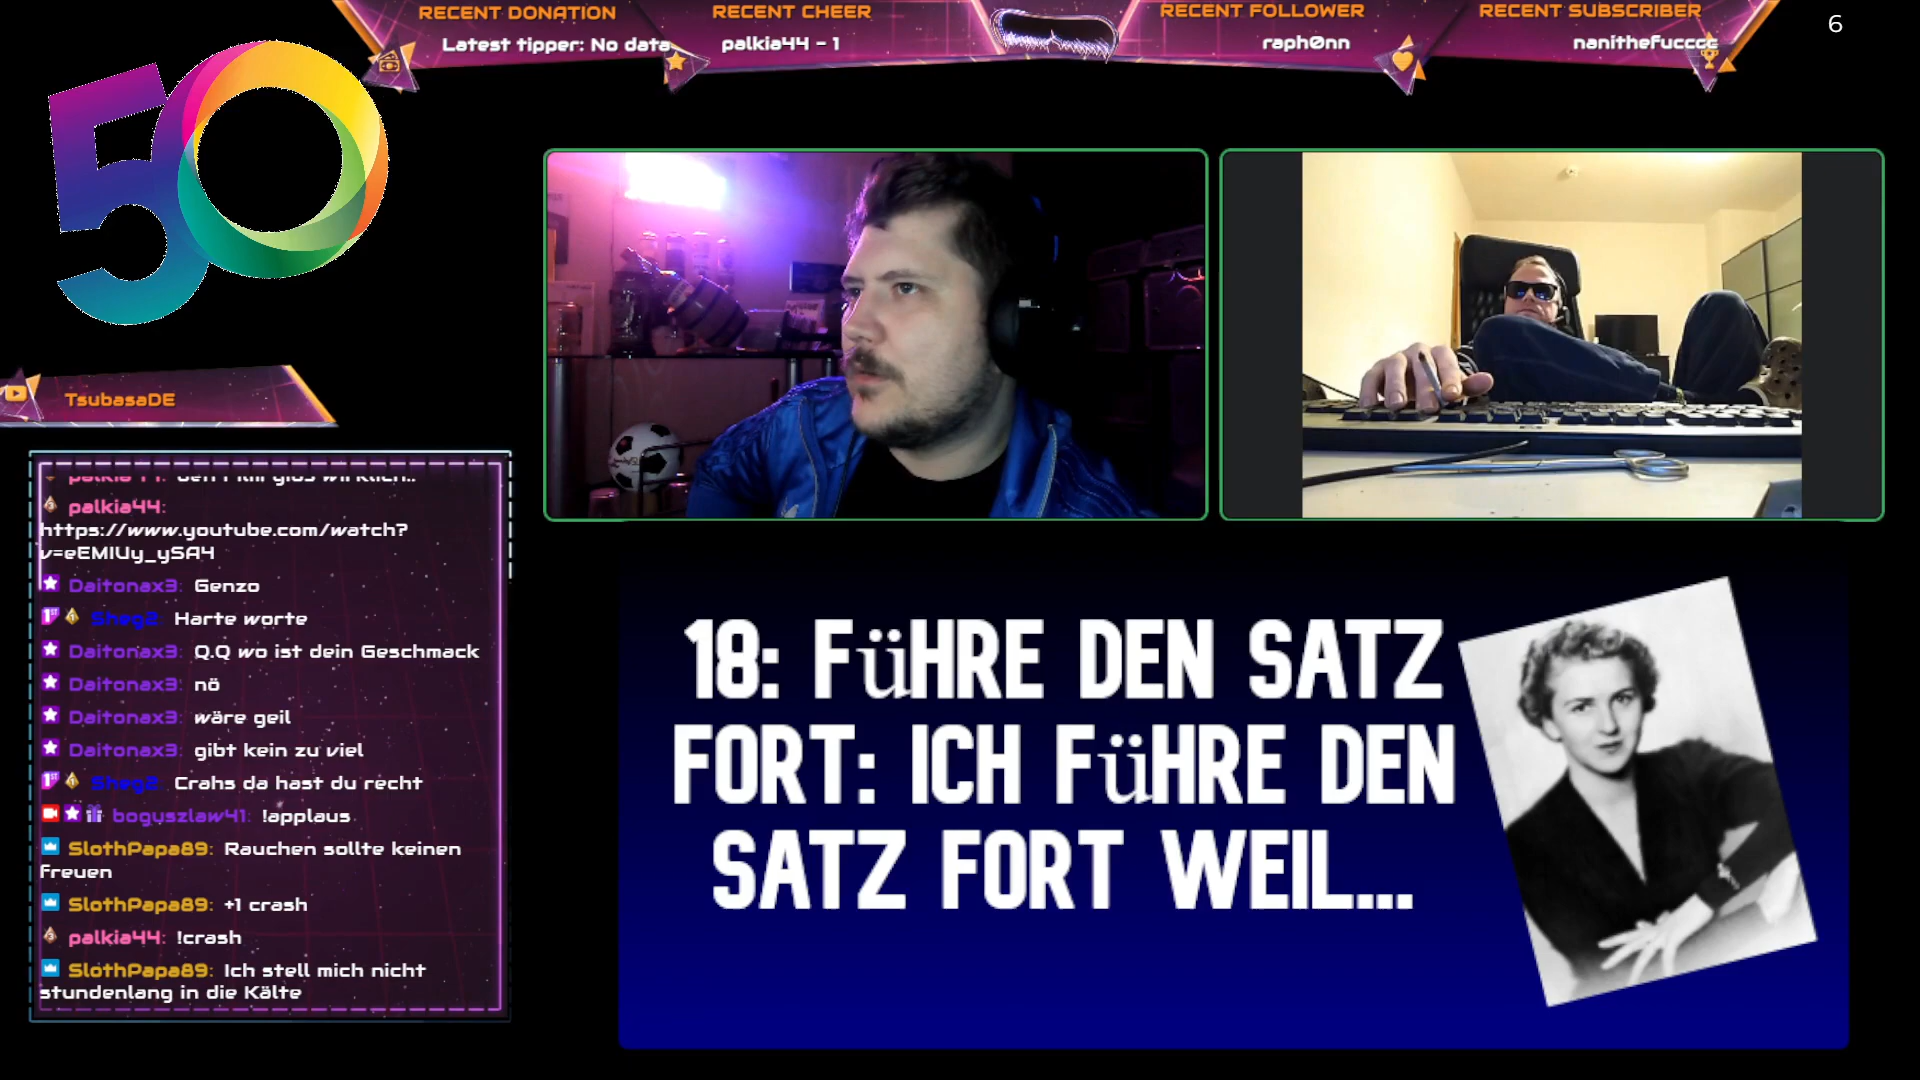 RECENT DONATION
Latest tipper: No data
RECENT CHEER
palkia44 - 1
RECENT FOLLOWER
raph0nn
RECENT SUBSCRIBER
nanithefucccc
6
50
TsubasaDE
palkia44:
https://www.youtube.com/watch?
v=eEMIUy_ySA4
Daitonax3: Genzo
Sheg2: Harte worte
Daitonax3: Q.Q wo ist dein Geschmack
Daitonax3: nö
Daitonax3: wäre geil
Daitonax3: gibt kein zu viel
Sheg2: Crahs da hast du recht
boguszlaw41: !applaus
SlothPapa89: Rauchen sollte keinen
Freuen
SlothPapa89: +1 crash
palkia44: !crash
SlothPapa89: Ich stell mich nicht
stundenlang in die Kälte
18: FüHRE DEN SATZ
FORT: ICH FüHRE DEN
SATZ FORT WEIL...